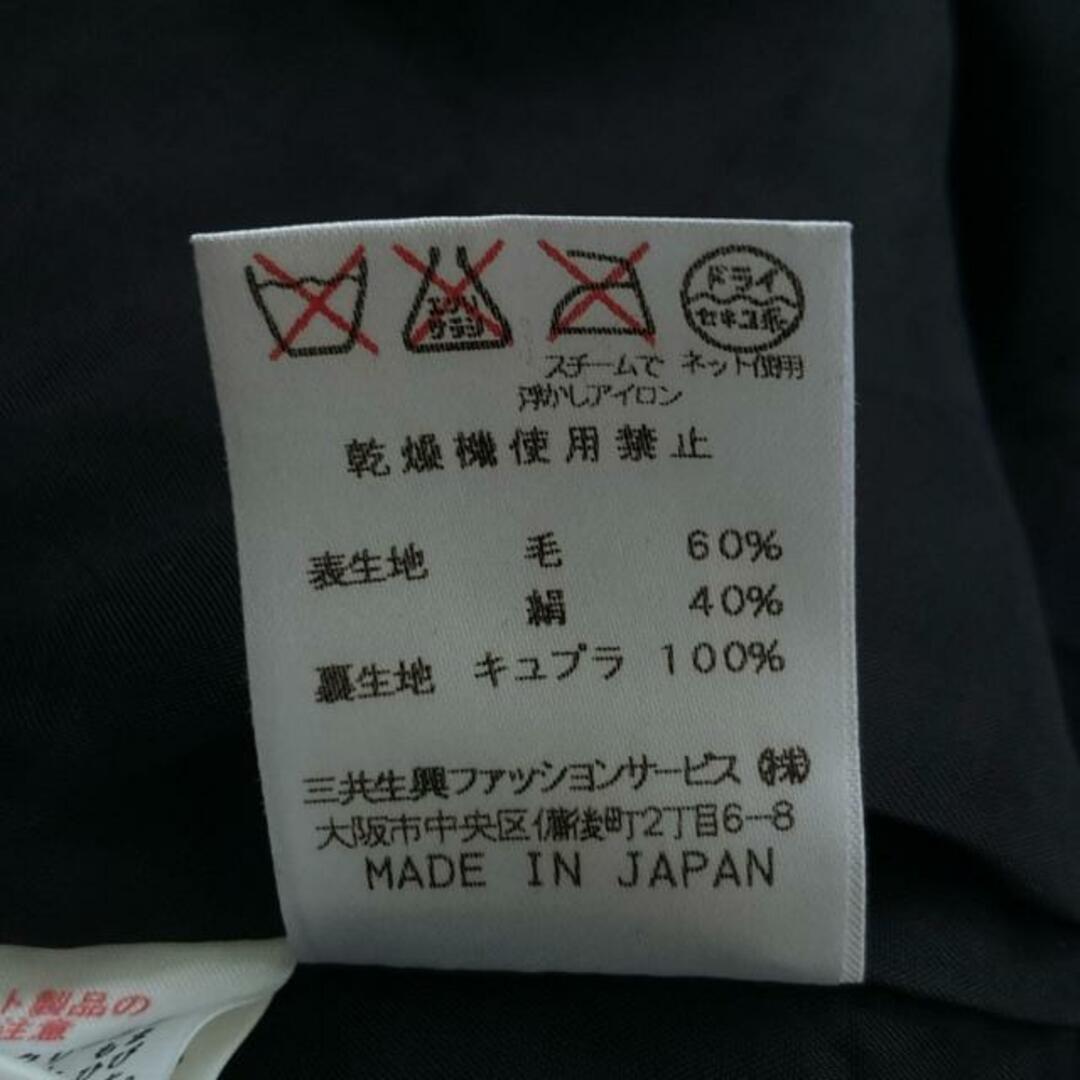 エンソ
サラシ
ドライ
セキユ系
スチームで ネット使用
浮かしアイロン
乾燥機使用禁止
表生地 毛 60%
絹 40%
裏生地 キュプラ 100%
三共生興ファッションサービス㈱
大阪市中央区備後町2丁目6-8
MADE IN JAPAN
ト製品の
注意